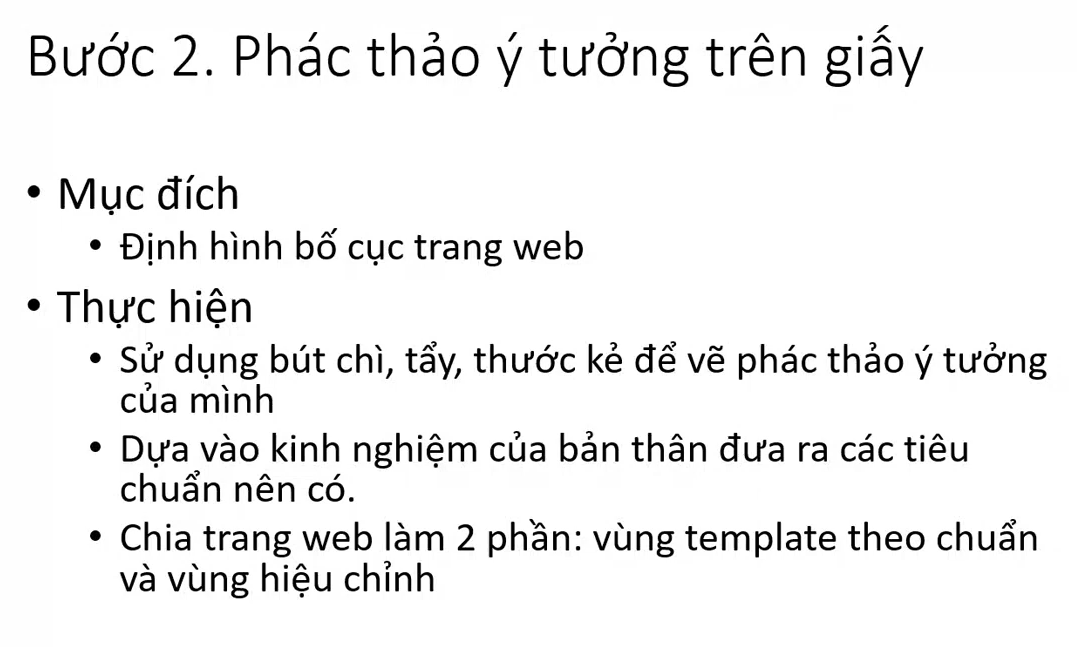 Bước 2. Phác thảo ý tưởng trên giấy
• Mục đích
• Định hình bố cục trang web
• Thực hiện
• Sử dụng bút chì, tẩy, thước kẻ để vẽ phác thảo ý tưởng
của mình
• Dựa vào kinh nghiệm của bản thân đưa ra các tiêu
chuẩn nên có.
• Chia trang web làm 2 phần: vùng template theo chuẩn
và vùng hiệu chỉnh